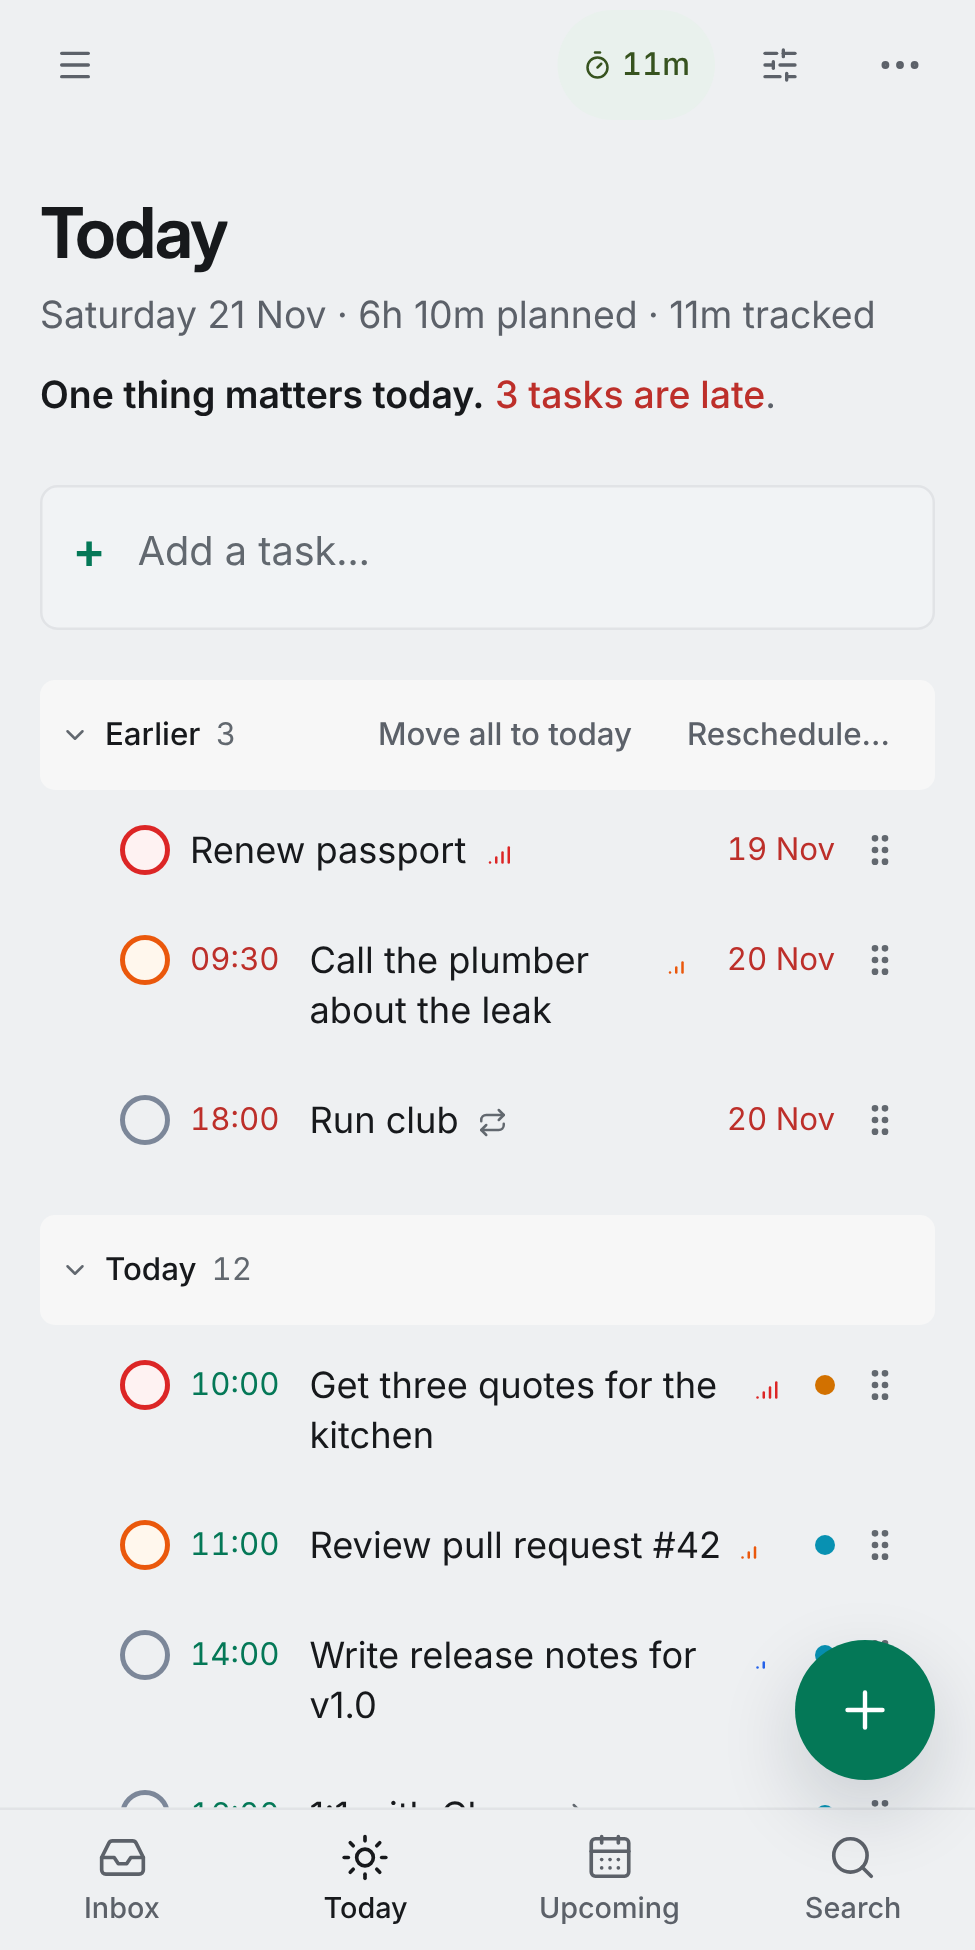 11m
Today
Saturday 21 Nov · 6h 10m planned · 11m tracked
One thing matters today. 3 tasks are late.
+ Add a task...
Earlier 3 Move all to today Reschedule...
Renew passport 19 Nov
09:30 Call the plumber 20 Nov
about the leak
18:00 Run club 20 Nov
Today 12
10:00 Get three quotes for the
kitchen
11:00 Review pull request #42
14:00 Write release notes for
v1.0
Inbox Today Upcoming Search